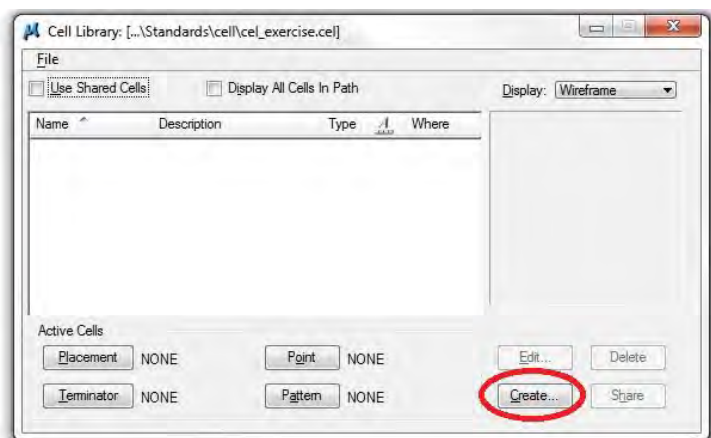 Cell Library: [...\Standards\cell\cel_exercise.cel]
File
Use Shared Cells Display All Cells In Path Display: Wireframe
Name Description Type Where
Active Cells
Placement NONE Point NONE Edit... Delete
Terminator NONE Pattern NONE Create... Share